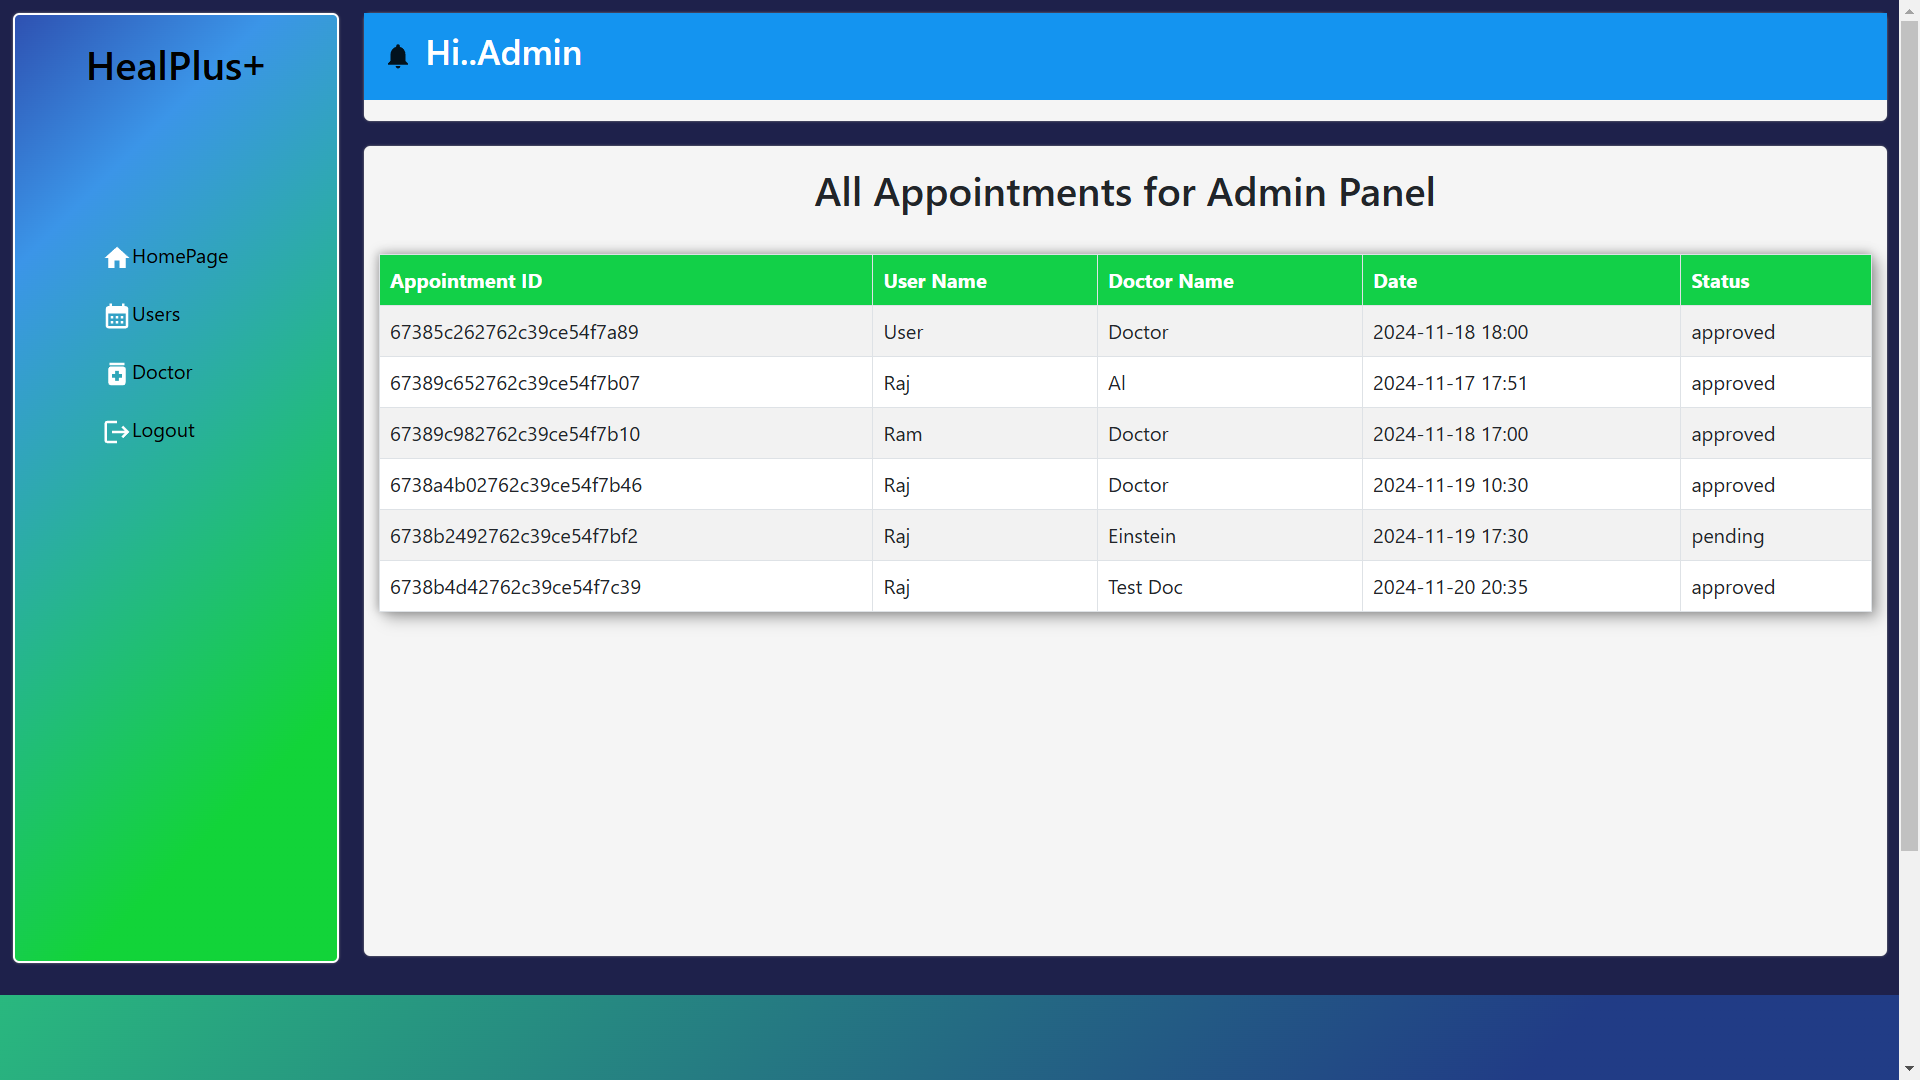 HealPlus+
HomePage
Users
Doctor
Logout
Hi..Admin
All Appointments for Admin Panel
Appointment ID User Name Doctor Name Date Status
67385c262762c39ce54f7a89 User Doctor 2024-11-18 18:00 approved
67389c652762c39ce54f7b07 Raj Al 2024-11-17 17:51 approved
67389c982762c39ce54f7b10 Ram Doctor 2024-11-18 17:00 approved
6738a4b02762c39ce54f7b46 Raj Doctor 2024-11-19 10:30 approved
6738b2492762c39ce54f7bf2 Raj Einstein 2024-11-19 17:30 pending
6738b4d42762c39ce54f7c39 Raj Test Doc 2024-11-20 20:35 approved